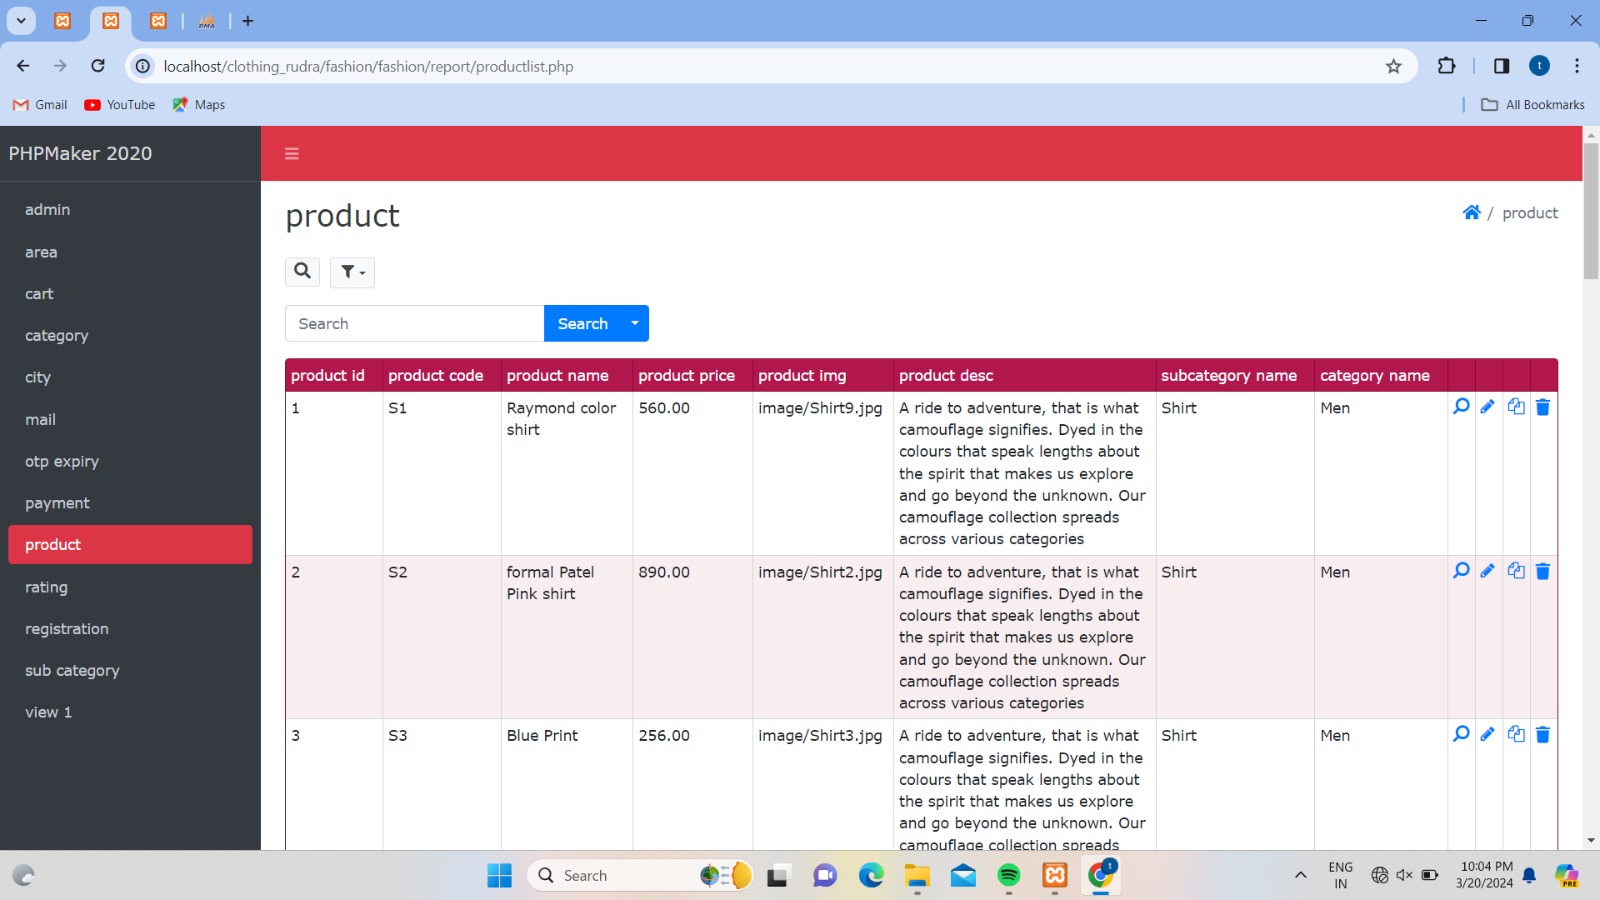 PMA
localhost/clothing_rudra/fashion/fashion/report/productlist.php
t
Gmail
YouTube
Maps
All Bookmarks
PHPMaker 2020
admin
area
cart
category
city
mail
otp expiry
payment
product
rating
registration
sub category
view 1
product
/ product
Search
Search
product id product code product name product price product img product desc subcategory name category name
1 S1 Raymond color 560.00 image/Shirt9.jpg A ride to adventure, that is what Shirt Men
shirt camouflage signifies. Dyed in the
colours that speak lengths about
the spirit that makes us explore
and go beyond the unknown. Our
camouflage collection spreads
across various categories
2 S2 formal Patel 890.00 image/Shirt2.jpg A ride to adventure, that is what Shirt Men
Pink shirt camouflage signifies. Dyed in the
colours that speak lengths about
the spirit that makes us explore
and go beyond the unknown. Our
camouflage collection spreads
across various categories
3 S3 Blue Print 256.00 image/Shirt3.jpg A ride to adventure, that is what Shirt Men
camouflage signifies. Dyed in the
colours that speak lengths about
the spirit that makes us explore
and go beyond the unknown. Our
camouflage collection spreads
Search
t
ENG
IN
10:04 PM
3/20/2024
PRE